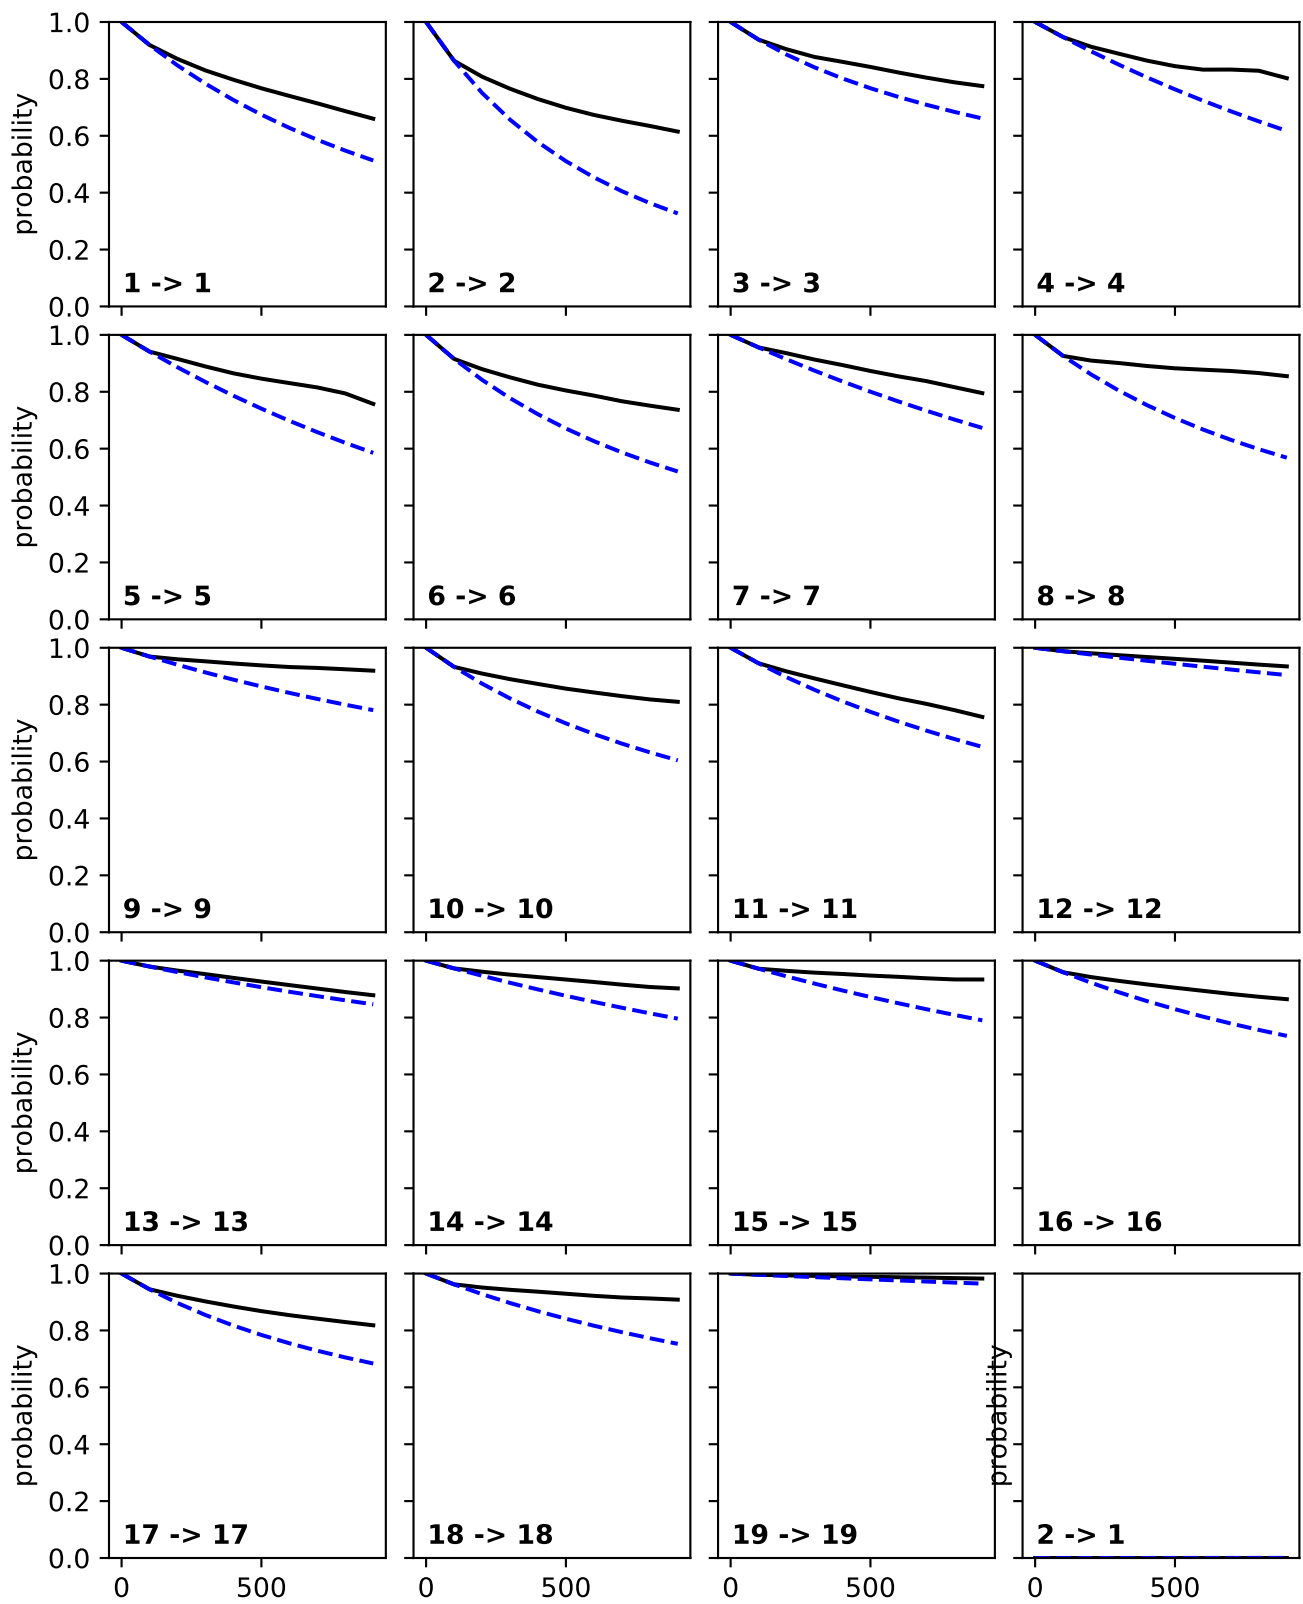 1.0
0.8
0.6
0.4
0.2
0.0
probability
1 -> 1
2 -> 2
3 -> 3
4 -> 4
1.0
0.8
0.6
0.4
0.2
0.0
probability
5 -> 5
6 -> 6
7 -> 7
8 -> 8
1.0
0.8
0.6
0.4
0.2
0.0
probability
9 -> 9
10 -> 10
11 -> 11
12 -> 12
1.0
0.8
0.6
0.4
0.2
0.0
probability
13 -> 13
14 -> 14
15 -> 15
16 -> 16
1.0
0.8
0.6
0.4
0.2
0.0
probability
17 -> 17
18 -> 18
19 -> 19
probability
2 -> 1
0 500
0 500
0 500
0 500